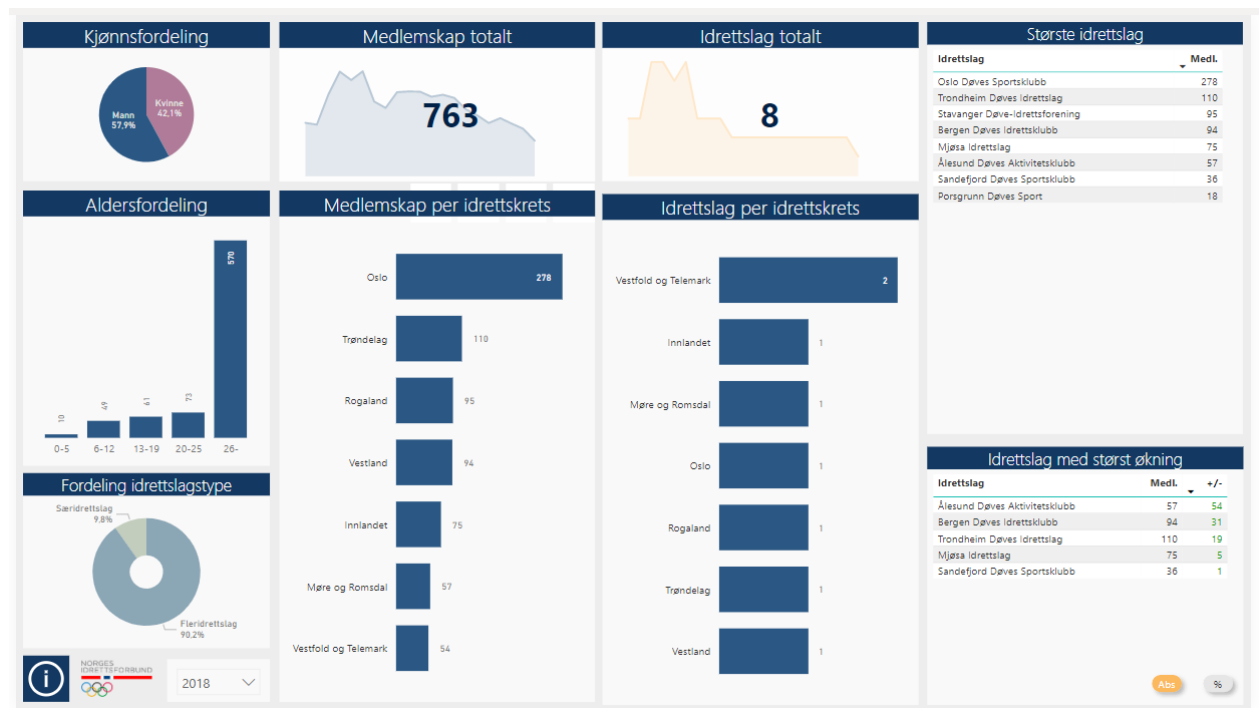 Kjønnsfordeling
Mann
57,9%
Kvinne
42,1%
Medlemskap totalt
763
Idrettslag totalt
8
Største idrettslag
Idrettslag Medl.
Oslo Døves Sportsklubb 278
Trondheim Døves Idrettslag 110
Stavanger Døve-Idrettsforening 95
Bergen Døves Idrettsklubb 94
Mjøsa Idrettslag 75
Ålesund Døves Aktivitetsklubb 57
Sandefjord Døves Sportsklubb 36
Porsgrunn Døves Sport 18
Aldersfordeling
10 49 61 73 570
0-5 6-12 13-19 20-25 26-
Medlemskap per idrettskrets
Oslo 278
Trøndelag 110
Rogaland 95
Vestland 94
Innlandet 75
Møre og Romsdal 57
Vestfold og Telemark 54
Idrettslag per idrettskrets
Vestfold og Telemark 2
Innlandet 1
Møre og Romsdal 1
Oslo 1
Rogaland 1
Trøndelag 1
Vestland 1
Idrettslag med størst økning
Idrettslag Medl. +/-
Ålesund Døves Aktivitetsklubb 57 54
Bergen Døves Idrettsklubb 94 31
Trondheim Døves Idrettslag 110 19
Mjøsa Idrettslag 75 5
Sandefjord Døves Sportsklubb 36 1
Abs %
Fordeling idrettslagstype
Særidrettslag
9,8%
Fleridrettslag
90,2%
i
NORGES
IDRETTSFORBUND
2018